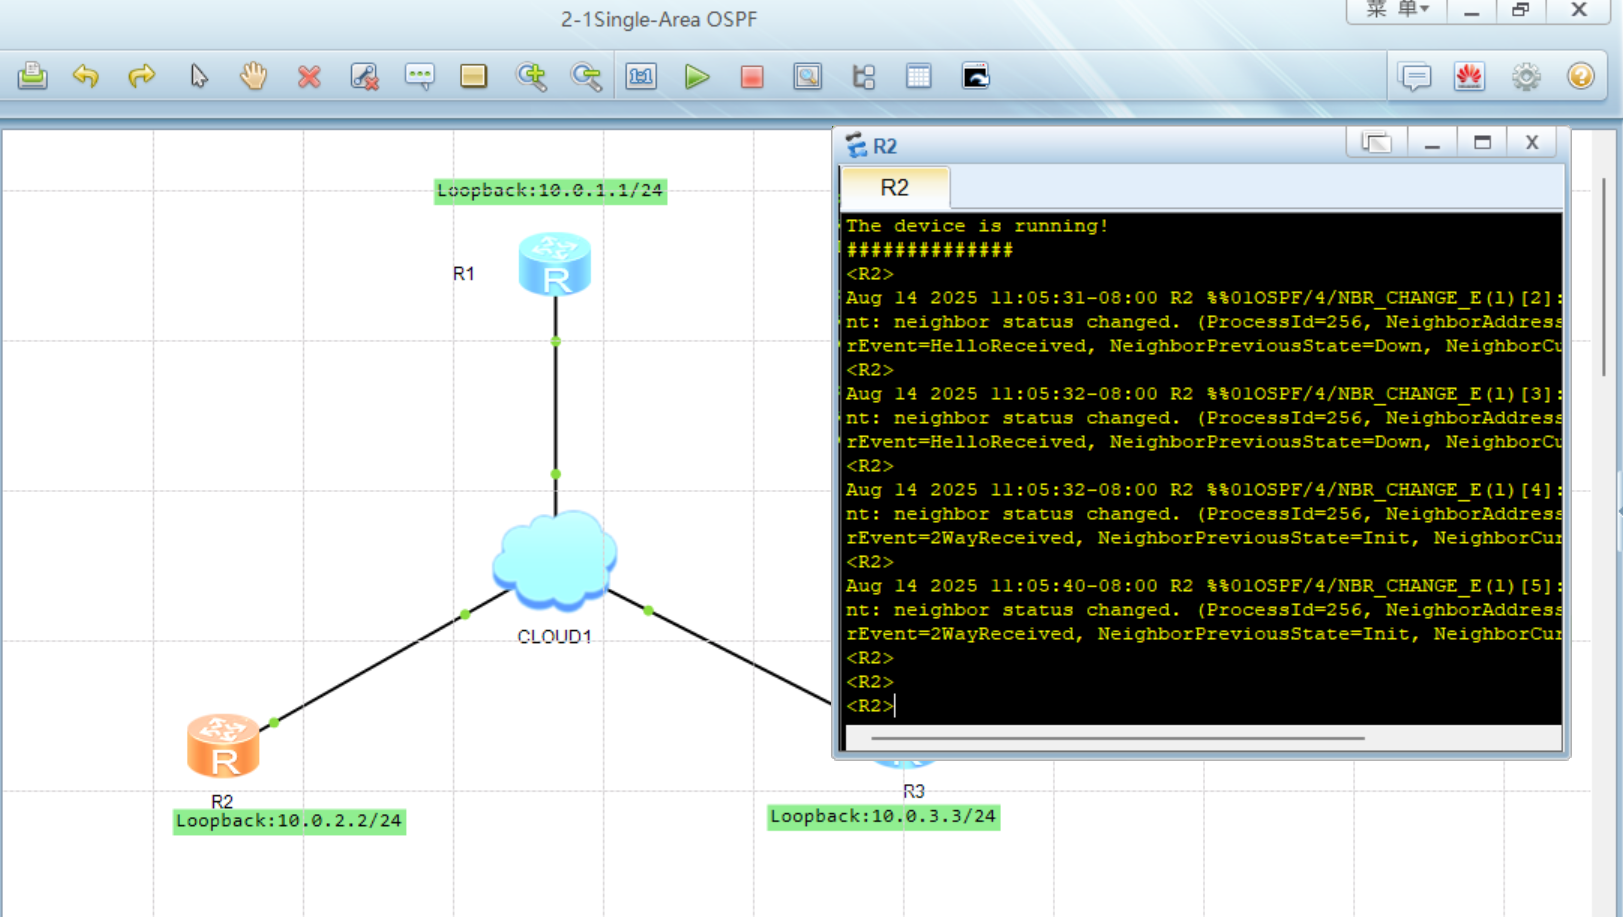 2-1Single-Area OSPF
菜 单
1:1
R2
R2
The device is running!
##############
<R2>
Aug 14 2025 11:05:31-08:00 R2 %%01OSPF/4/NBR_CHANGE_E(l)[2]:
nt: neighbor status changed. (ProcessId=256, NeighborAddress
rEvent=HelloReceived, NeighborPreviousState=Down, NeighborCu
<R2>
Aug 14 2025 11:05:32-08:00 R2 %%01OSPF/4/NBR_CHANGE_E(l)[3]:
nt: neighbor status changed. (ProcessId=256, NeighborAddress
rEvent=HelloReceived, NeighborPreviousState=Down, NeighborCu
<R2>
Aug 14 2025 11:05:32-08:00 R2 %%01OSPF/4/NBR_CHANGE_E(l)[4]:
nt: neighbor status changed. (ProcessId=256, NeighborAddress
rEvent=2WayReceived, NeighborPreviousState=Init, NeighborCur
<R2>
Aug 14 2025 11:05:40-08:00 R2 %%01OSPF/4/NBR_CHANGE_E(l)[5]:
nt: neighbor status changed. (ProcessId=256, NeighborAddress
rEvent=2WayReceived, NeighborPreviousState=Init, NeighborCur
<R2>
<R2>
<R2>
Loopback:10.0.1.1/24
R
R1
CLOUD1
R
R2
Loopback:10.0.2.2/24
R3
Loopback:10.0.3.3/24